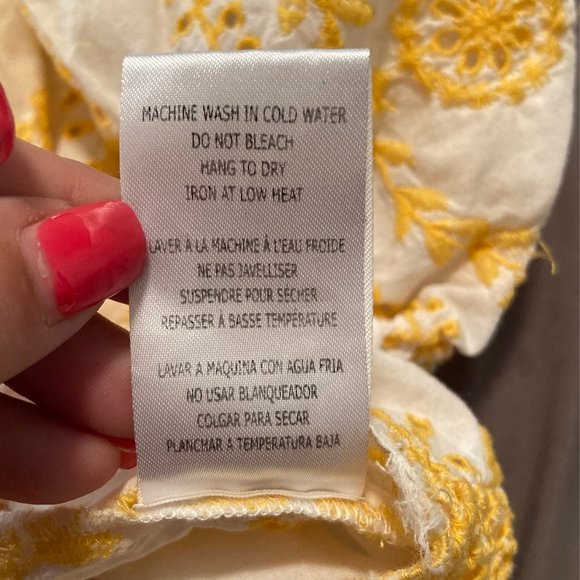 MACHINE WASH IN COLD WATER
DO NOT BLEACH
HANG TO DRY
IRON AT LOW HEAT
LAVER À LA MACHINE Á L'EAU FROIDE
NE PAS JAVELLISER
SUSPENDRE POUR SÉCHER
REPASSER À BASSE TEMPERATURE
LAVAR A MAQUINA CON AGUA FRIA
NO USAR BLANQUEADOR
COLGAR PARA SECAR
PLANCHAR A TEMPERATURA BAJA